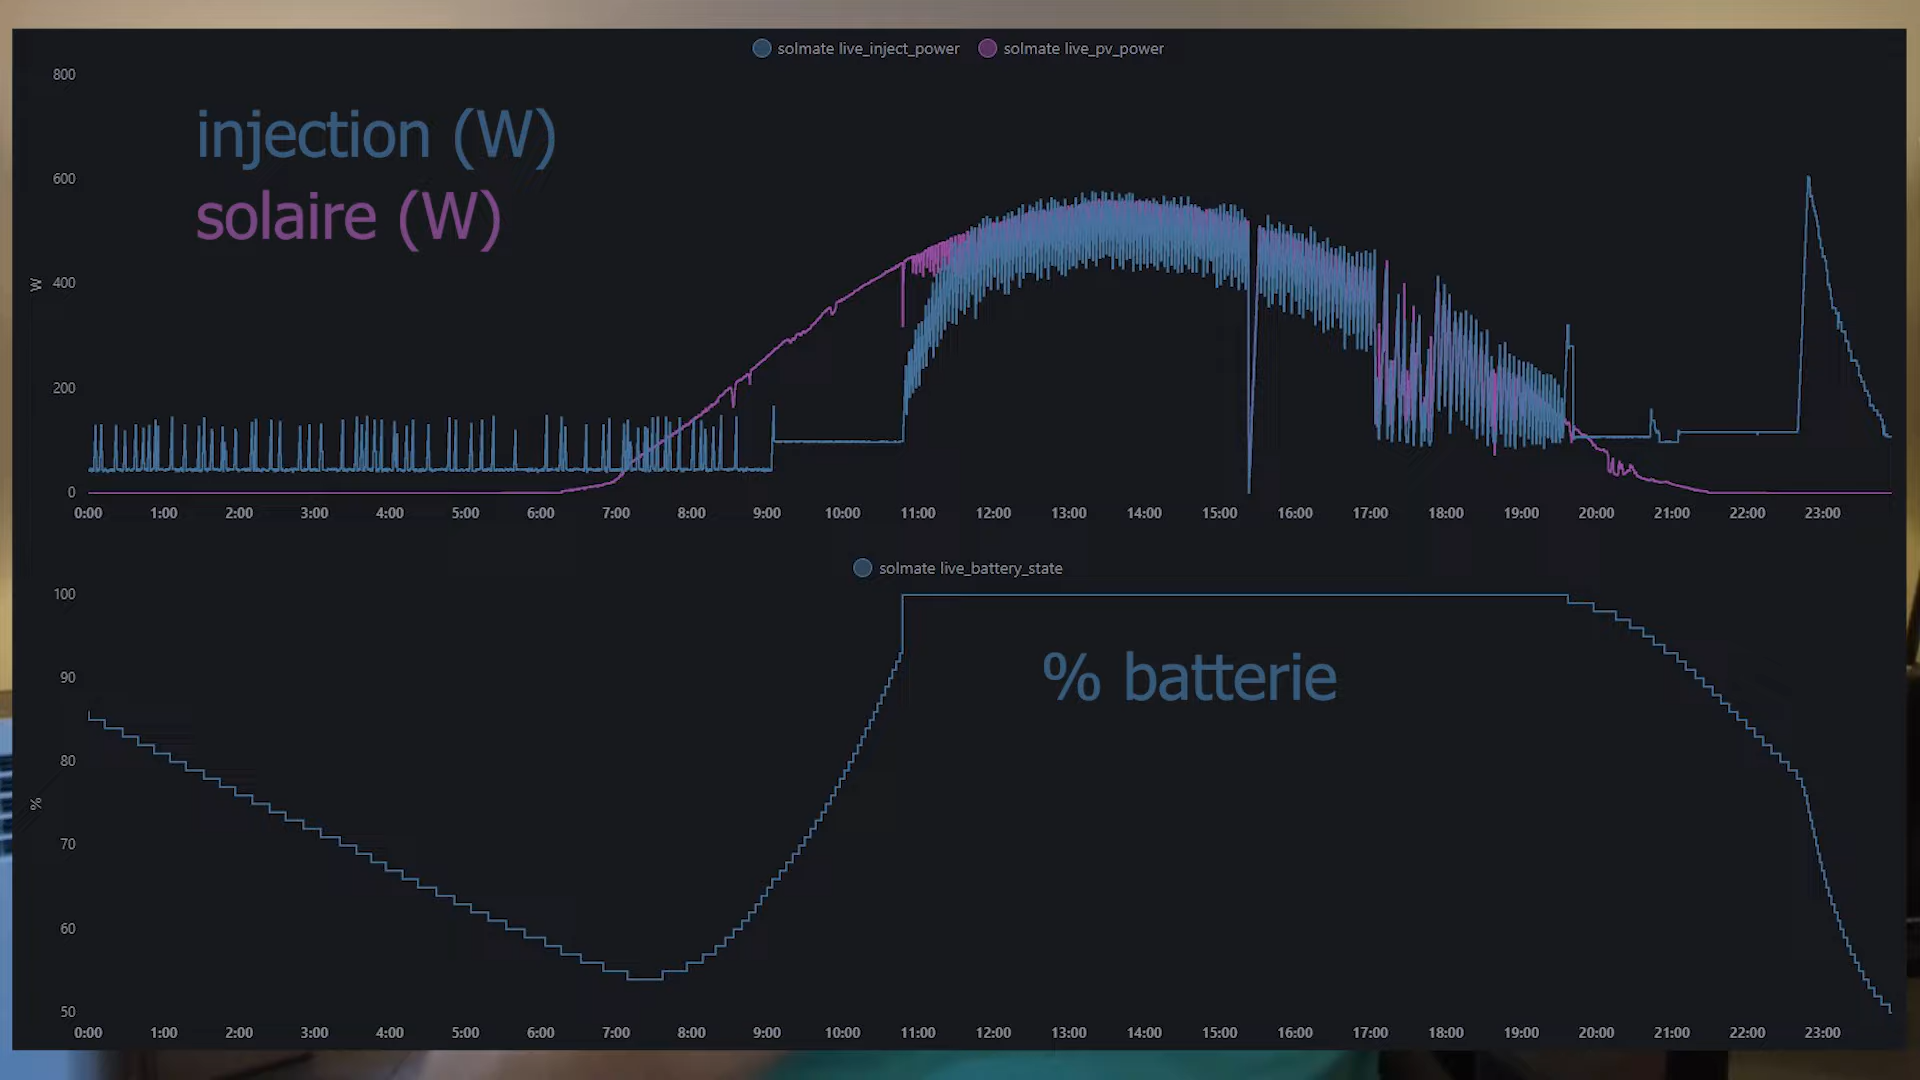 solmate live_inject_power solmate live_pv_power
800
injection (W)
600
solaire (W)
W
400
200
0
0:00 1:00 2:00 3:00 4:00 5:00 6:00 7:00 8:00 9:00 10:00 11:00 12:00 13:00 14:00 15:00 16:00 17:00 18:00 19:00 20:00 21:00 22:00 23:00
solmate live_battery_state
100
% batterie
90
80
%
70
60
50
0:00 1:00 2:00 3:00 4:00 5:00 6:00 7:00 8:00 9:00 10:00 11:00 12:00 13:00 14:00 15:00 16:00 17:00 18:00 19:00 20:00 21:00 22:00 23:00